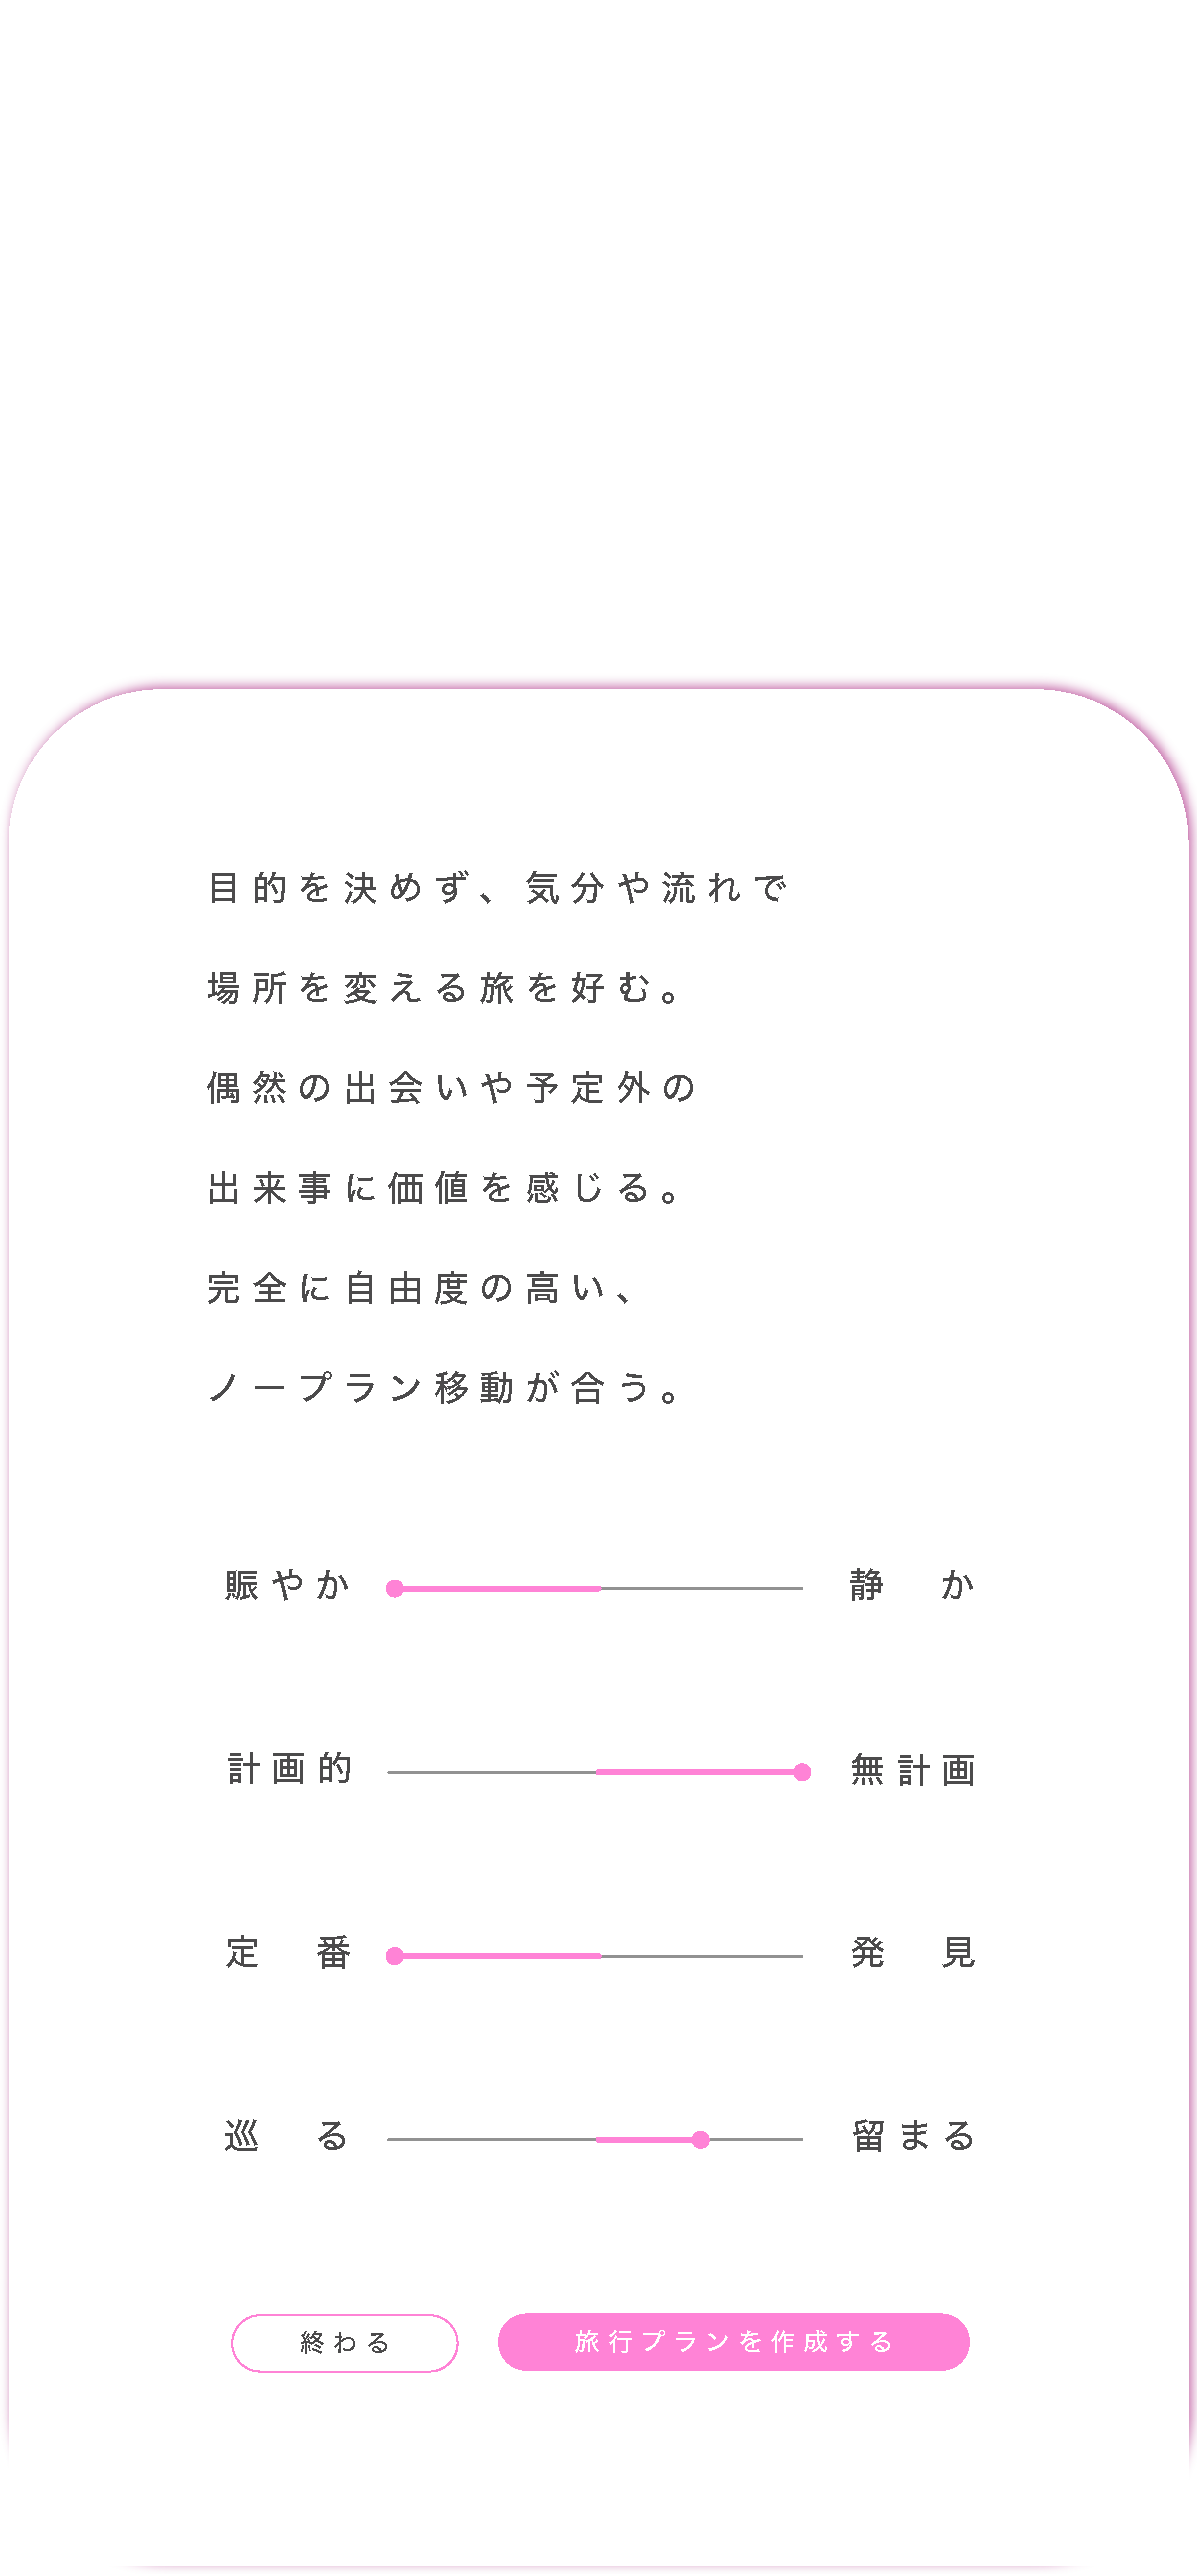 目的を決めず、気分や流れで
場所を変える旅を好む。
偶然の出会いや予定外の
出来事に価値を感じる。
完全に自由度の高い、
ノープラン移動が合う。
賑やか 静か
計画的 無計画
定番 発見
巡る 留まる
終わる 旅行プランを作成する